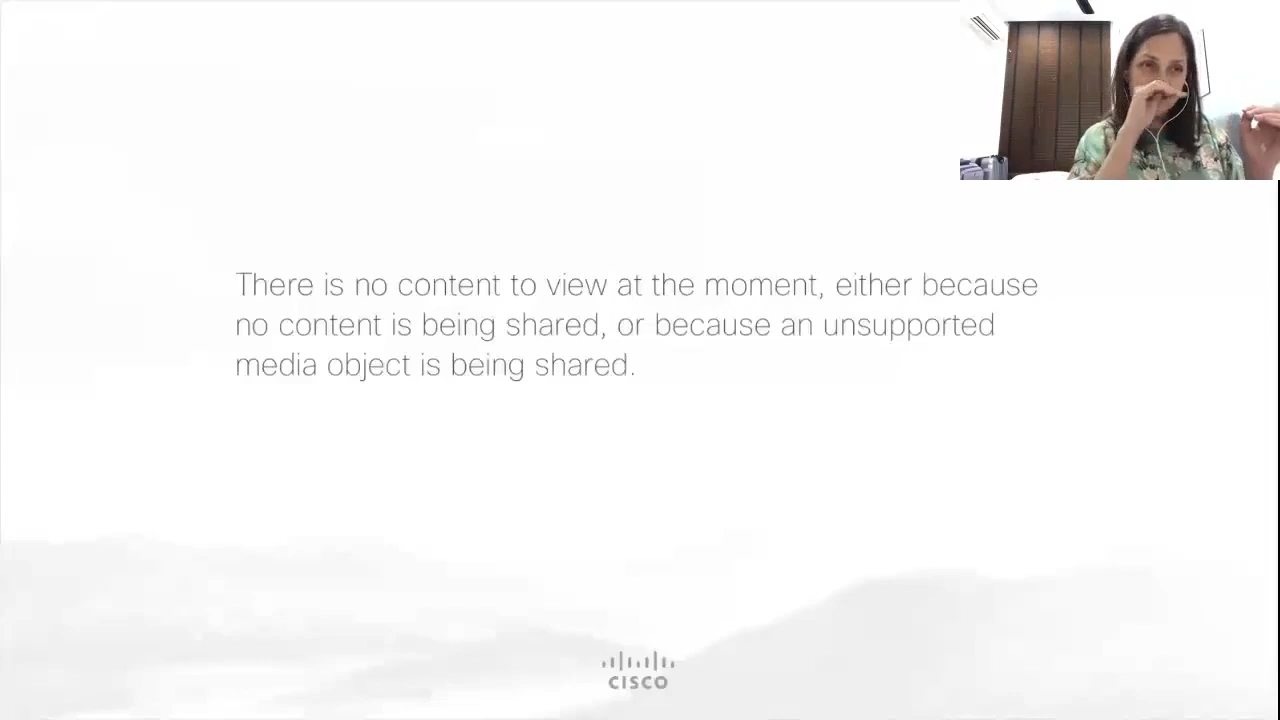 There is no content to view at the moment, either because
no content is being shared, or because an unsupported
media object is being shared.
CISCO